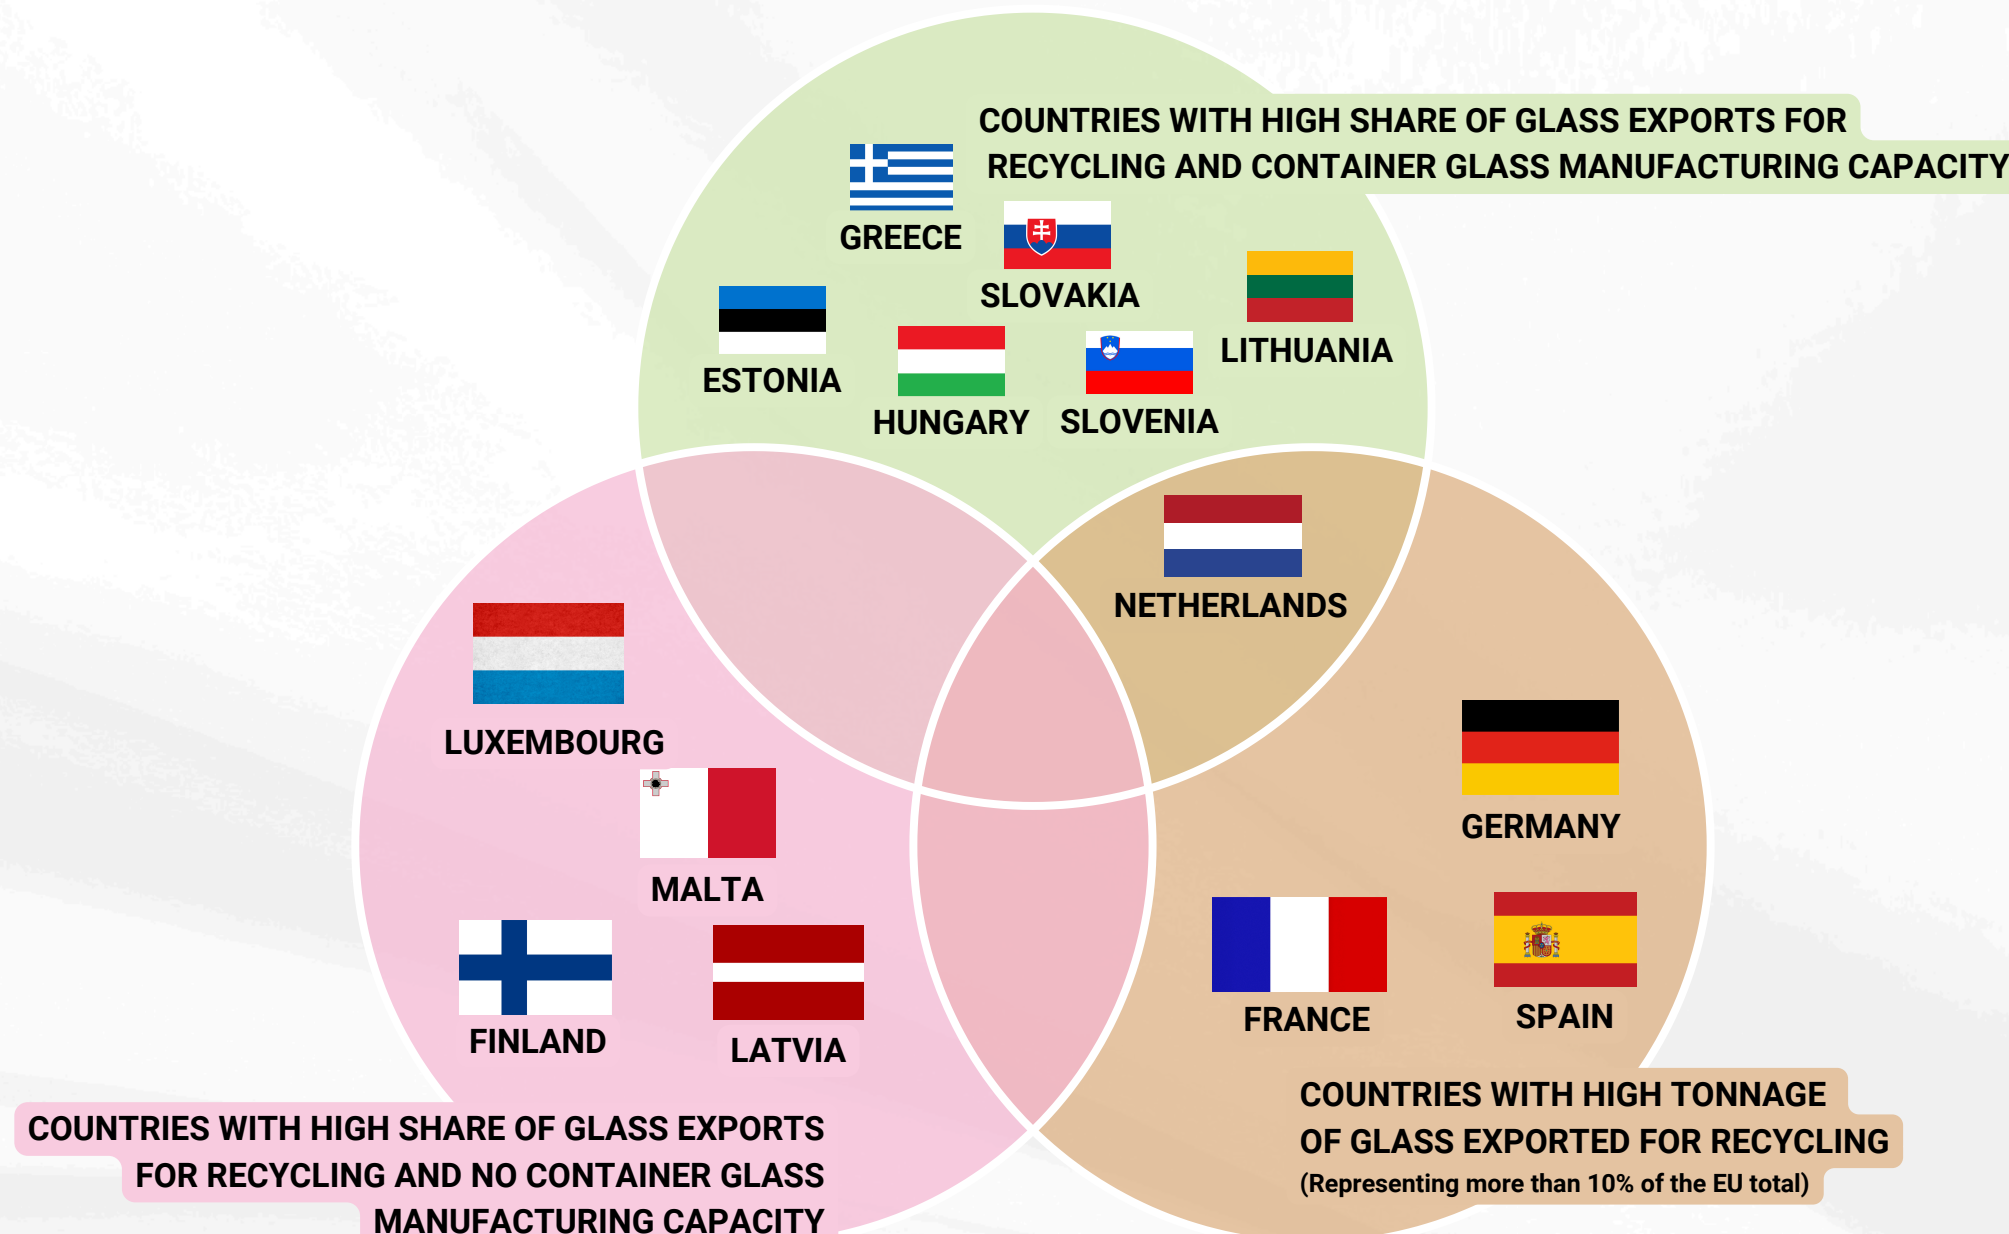 COUNTRIES WITH HIGH SHARE OF GLASS EXPORTS FOR
RECYCLING AND CONTAINER GLASS MANUFACTURING CAPACITY
GREECE
SLOVAKIA
LITHUANIA
ESTONIA
HUNGARY
SLOVENIA
NETHERLANDS
LUXEMBOURG
MALTA
FINLAND
LATVIA
GERMANY
FRANCE
SPAIN
COUNTRIES WITH HIGH SHARE OF GLASS EXPORTS
FOR RECYCLING AND NO CONTAINER GLASS
MANUFACTURING CAPACITY
COUNTRIES WITH HIGH TONNAGE
OF GLASS EXPORTED FOR RECYCLING
(Representing more than 10% of the EU total)